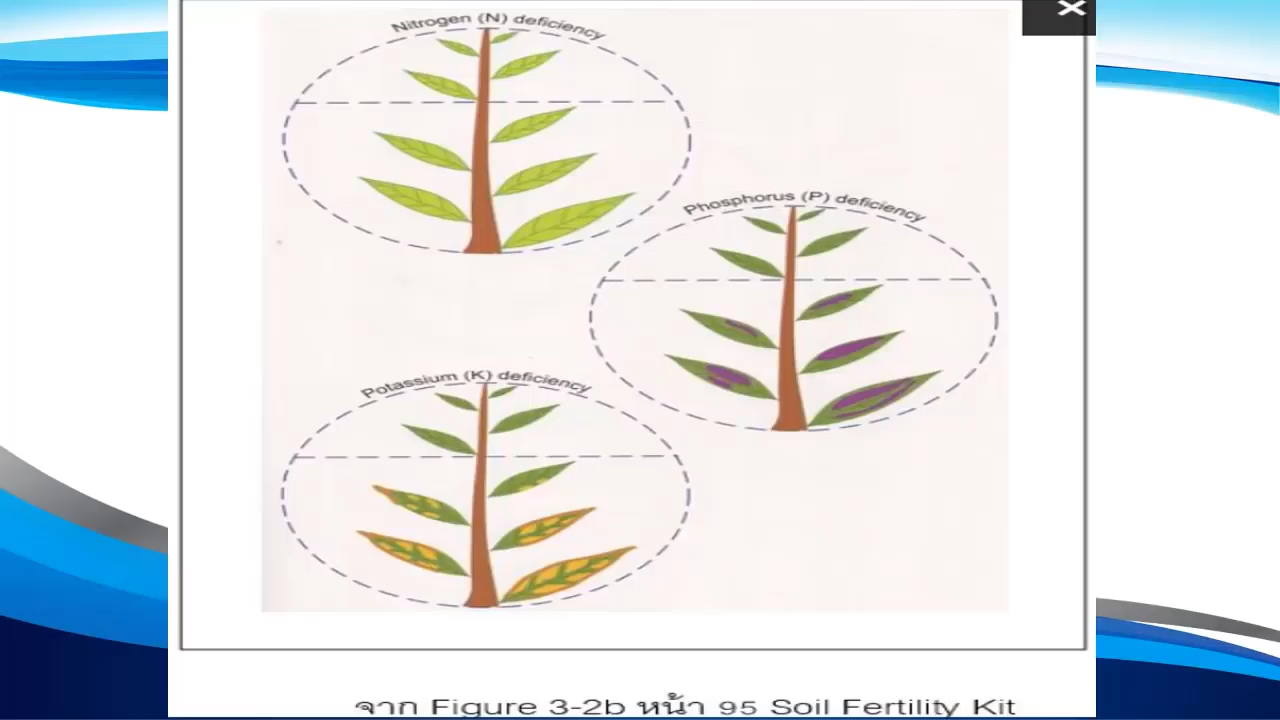 Nitrogen (N) deficiency
Phosphorus (P) deficiency
Potassium (K) deficiency
จาก Figure 3-2b หน้า 95 Soil Fertility Kit